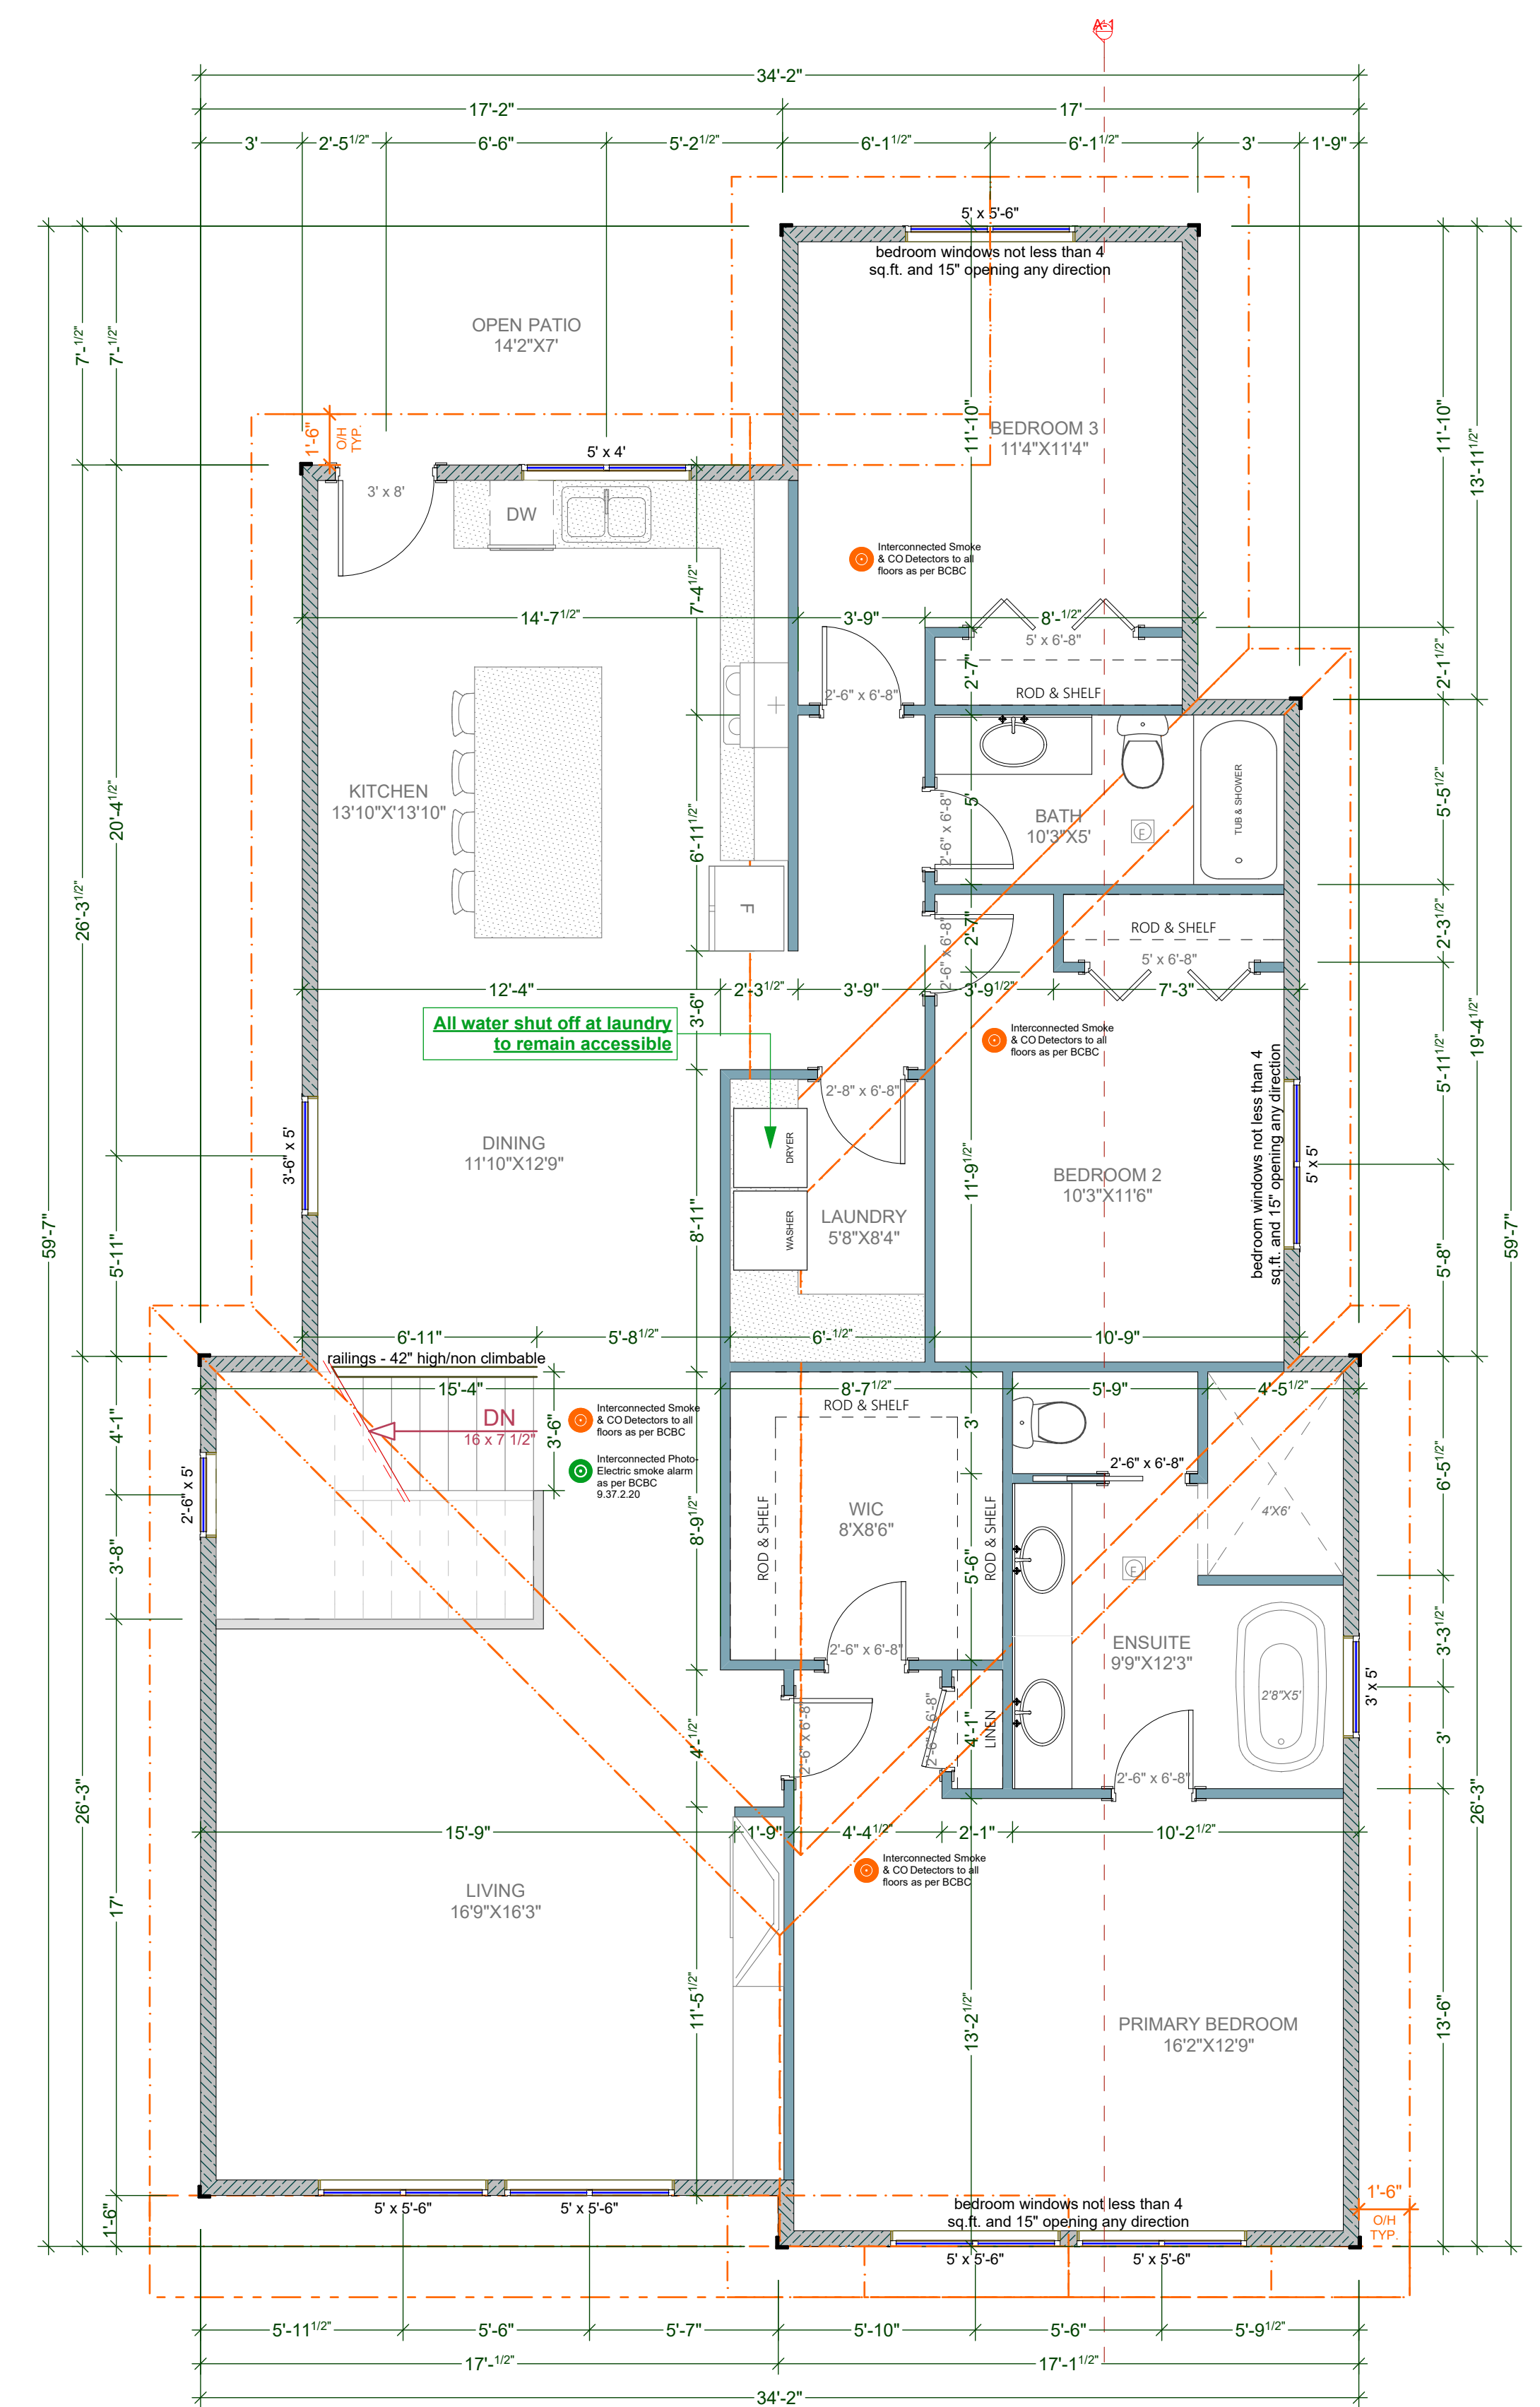 A-1
34'-2"
17'-2"
17'
3'
2'-5 1/2"
6'-6"
5'-2 1/2"
6'-1 1/2"
6'-1 1/2"
3'
1'-9"
5' x 5'-6"
bedroom windows not less than 4
sq.ft. and 15" opening any direction
OPEN PATIO
14'2"X7'
7'-1/2"
7'-1/2"
11'-10"
11'-10"
13'-11 1/2"
1'-6"
O/H
TYP.
BEDROOM 3
11'4"X11'4"
5' x 4'
3' x 8'
DW
Interconnected Smoke
& CO Detectors to all
floors as per BCBC
7'-4 1/2"
14'-7 1/2"
3'-9"
8'-1/2"
5' x 6'-8"
2'-7"
2'-1 1/2"
2'-6" x 6'-8"
ROD & SHELF
KITCHEN
13'10"X'13'10"
20'-4 1/2"
26'-3 1/2"
6'-11 1/2"
2'-6" x 6'-8"
5'
BATH
10'3"X5'
F
TUB & SHOWER
5'-5 1/2"
F
2'-6" x 6'-8"
2'-7"
ROD & SHELF
5' x 6'-8"
2'-3 1/2"
12'-4"
2'-3 1/2"
3'-9"
3'-9 1/2"
7'-3"
3'-6"
19'-4 1/2"
All water shut off at laundry
to remain accessible
Interconnected Smoke
& CO Detectors to all
floors as per BCBC
5'-11 1/2"
2'-8" x 6'-8"
DRYER
DINING
11'10"X12'9"
3'-6" x 5'
BEDROOM 2
10'3"X11'6"
11'-9 1/2"
bedroom windows not less than 4
sq.ft. and 15" opening any direction
5' x 5'
59'-7"
59'-7"
5'-11"
8'-11"
WASHER
LAUNDRY
5'8"X8'4"
5'-8"
6'-11"
5'-8 1/2"
6'-1/2"
10'-9"
railings - 42" high/non climbable
15'-4"
8'-7 1/2"
5'-9"
4'-5 1/2"
DN
16 x 7 1/2"
3'-6"
Interconnected Smoke
& CO Detectors to all
floors as per BCBC
Interconnected Photo-
Electric smoke alarm
as per BCBC
9.37.2.20
ROD & SHELF
3'
4'-1"
2'-6" x 5'
2'-6" x 6'-8"
6'-5 1/2"
8'-9 1/2"
ROD & SHELF
WIC
8'X8'6"
ROD & SHELF
4'X6'
3'-8"
5'-6"
F
2'-6" x 6'-8"
ENSUITE
9'9"X12'3"
3'-3 1/2"
2'8"X5'
3' x 5'
4'-1/2"
2'-6" x 6'-8"
2'-6" x 6'-8"
4'-1"
LINEN
3'
2'-6" x 6'-8"
26'-3"
26'-3"
15'-9"
1'-9"
4'-4 1/2"
2'-1"
10'-2 1/2"
Interconnected Smoke
& CO Detectors to all
floors as per BCBC
LIVING
16'9"X16'3"
17'
11'-5 1/2"
13'-2 1/2"
PRIMARY BEDROOM
16'2"X12'9"
13'-6"
5' x 5'-6"
5' x 5'-6"
bedroom windows not less than 4
sq.ft. and 15" opening any direction
1'-6"
1'-6"
O/H
TYP.
5' x 5'-6"
5' x 5'-6"
5'-11 1/2"
5'-6"
5'-7"
5'-10"
5'-6"
5'-9 1/2"
17'-1/2"
17'-1 1/2"
34'-2"